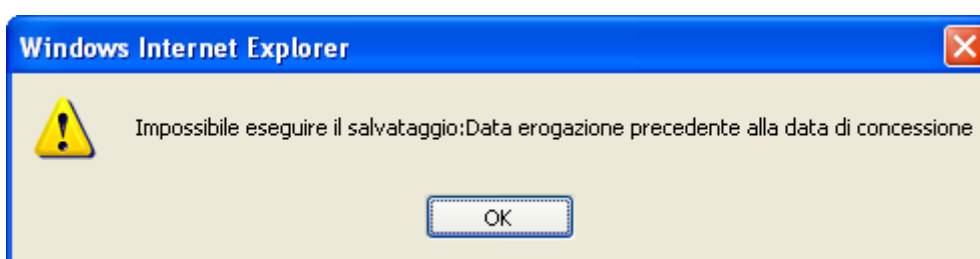 Windows Internet Explorer
Impossibile eseguire il salvataggio:Data erogazione precedente alla data di concessione
OK